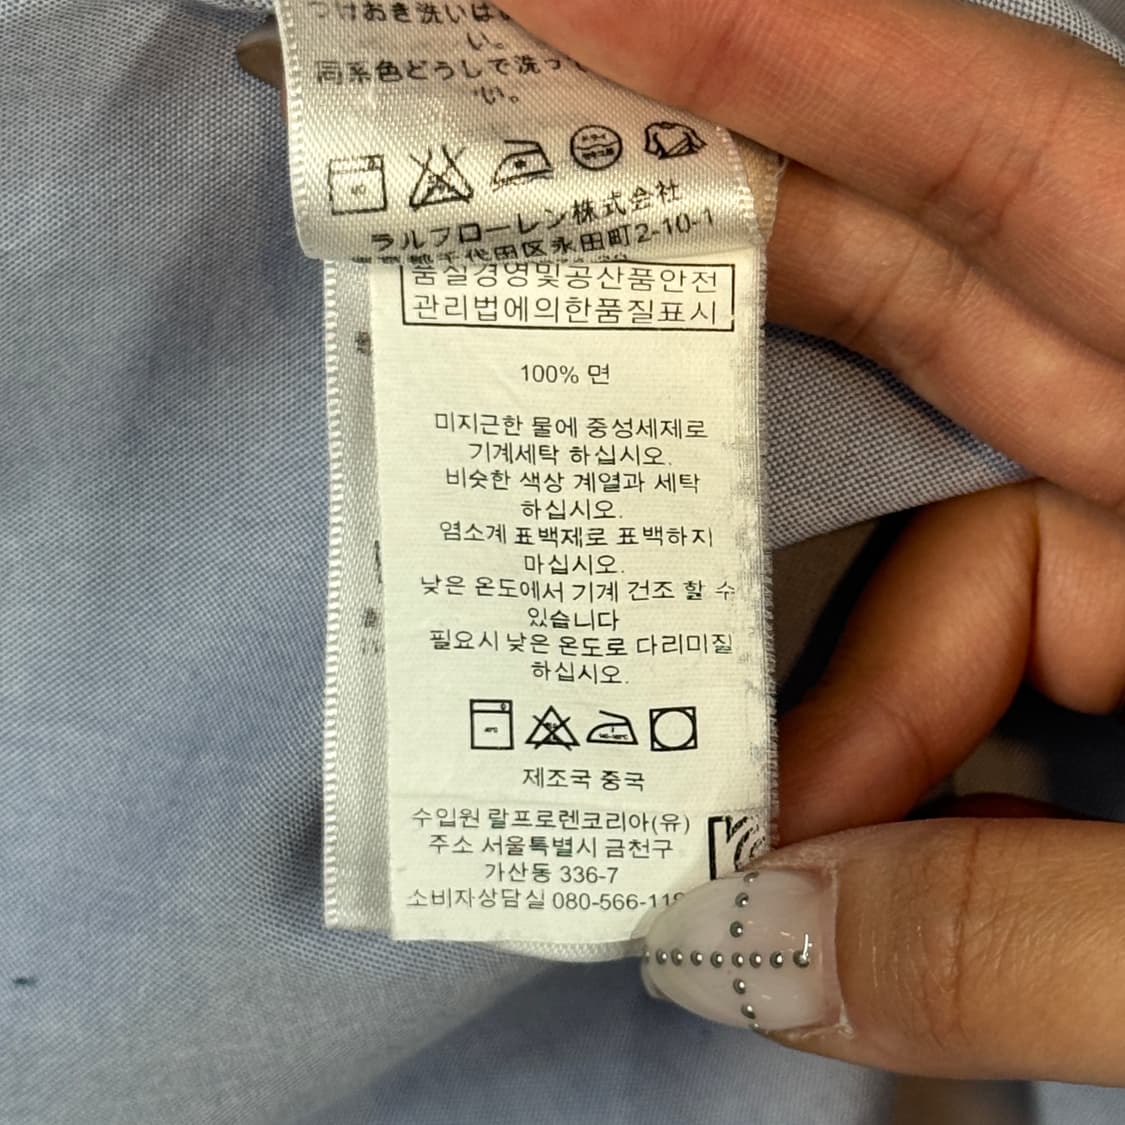 つけおき洗いは
い。
同系色どうしで洗っ
い。
ラルフローレン株式会社
千代田区永田町2-10-1
품질경영및공산품안전
관리법에의한품질표시
100% 면
미지근한 물에 중성세제로
기계세탁 하십시오.
비슷한 색상 계열과 세탁
하십시오.
염소계 표백제로 표백하지
마십시오.
낮은 온도에서 기계 건조 할 수
있습니다
필요시 낮은 온도로 다리미질
하십시오.
제조국 중국
수입원 랄프로렌코리아(유)
주소 서울특별시 금천구
가산동 336-7
소비자상담실 080-566-11